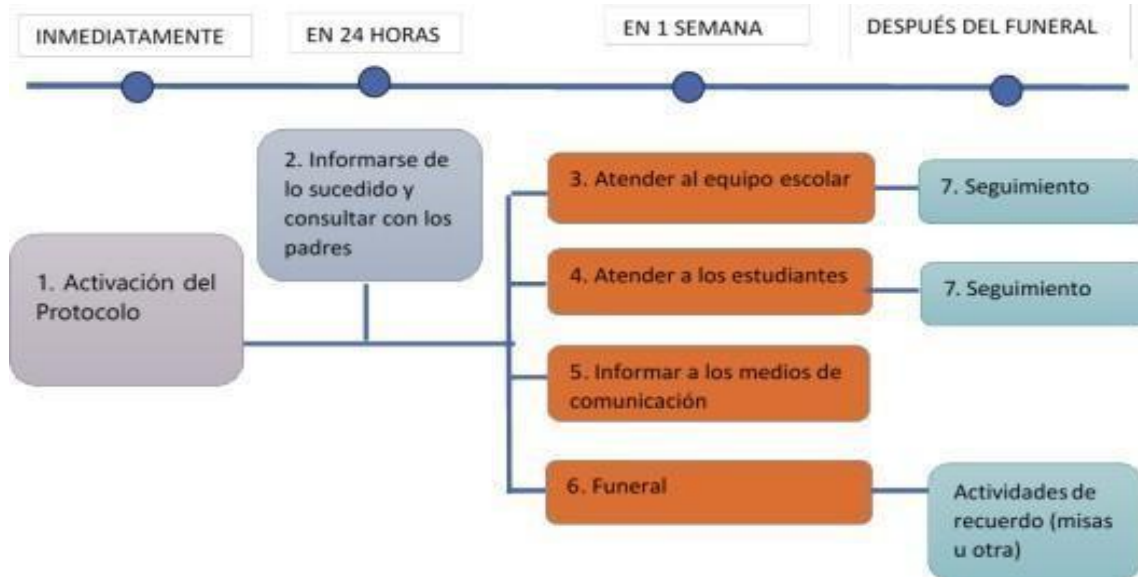 INMEDIATAMENTE
EN 24 HORAS
EN 1 SEMANA
DESPUÉS DEL FUNERAL
1. Activación del
Protocolo
2. Informarse de
lo sucedido y
consultar con los
padres
3. Atender al equipo escolar
7. Seguimiento
4. Atender a los estudiantes
7. Seguimiento
5. Informar a los medios de
comunicación
6. Funeral
Actividades de
recuerdo (misas
u otra)